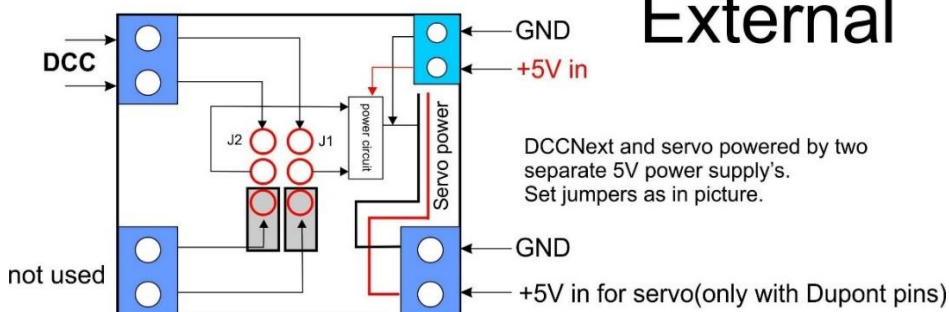 External
GND
DCC
+5V in
J2
J1
power circuit
Servo power
DCCNext and servo powered by two
separate 5V power supply's.
Set jumpers as in picture.
GND
not used
+5V in for servo(only with Dupont pins)